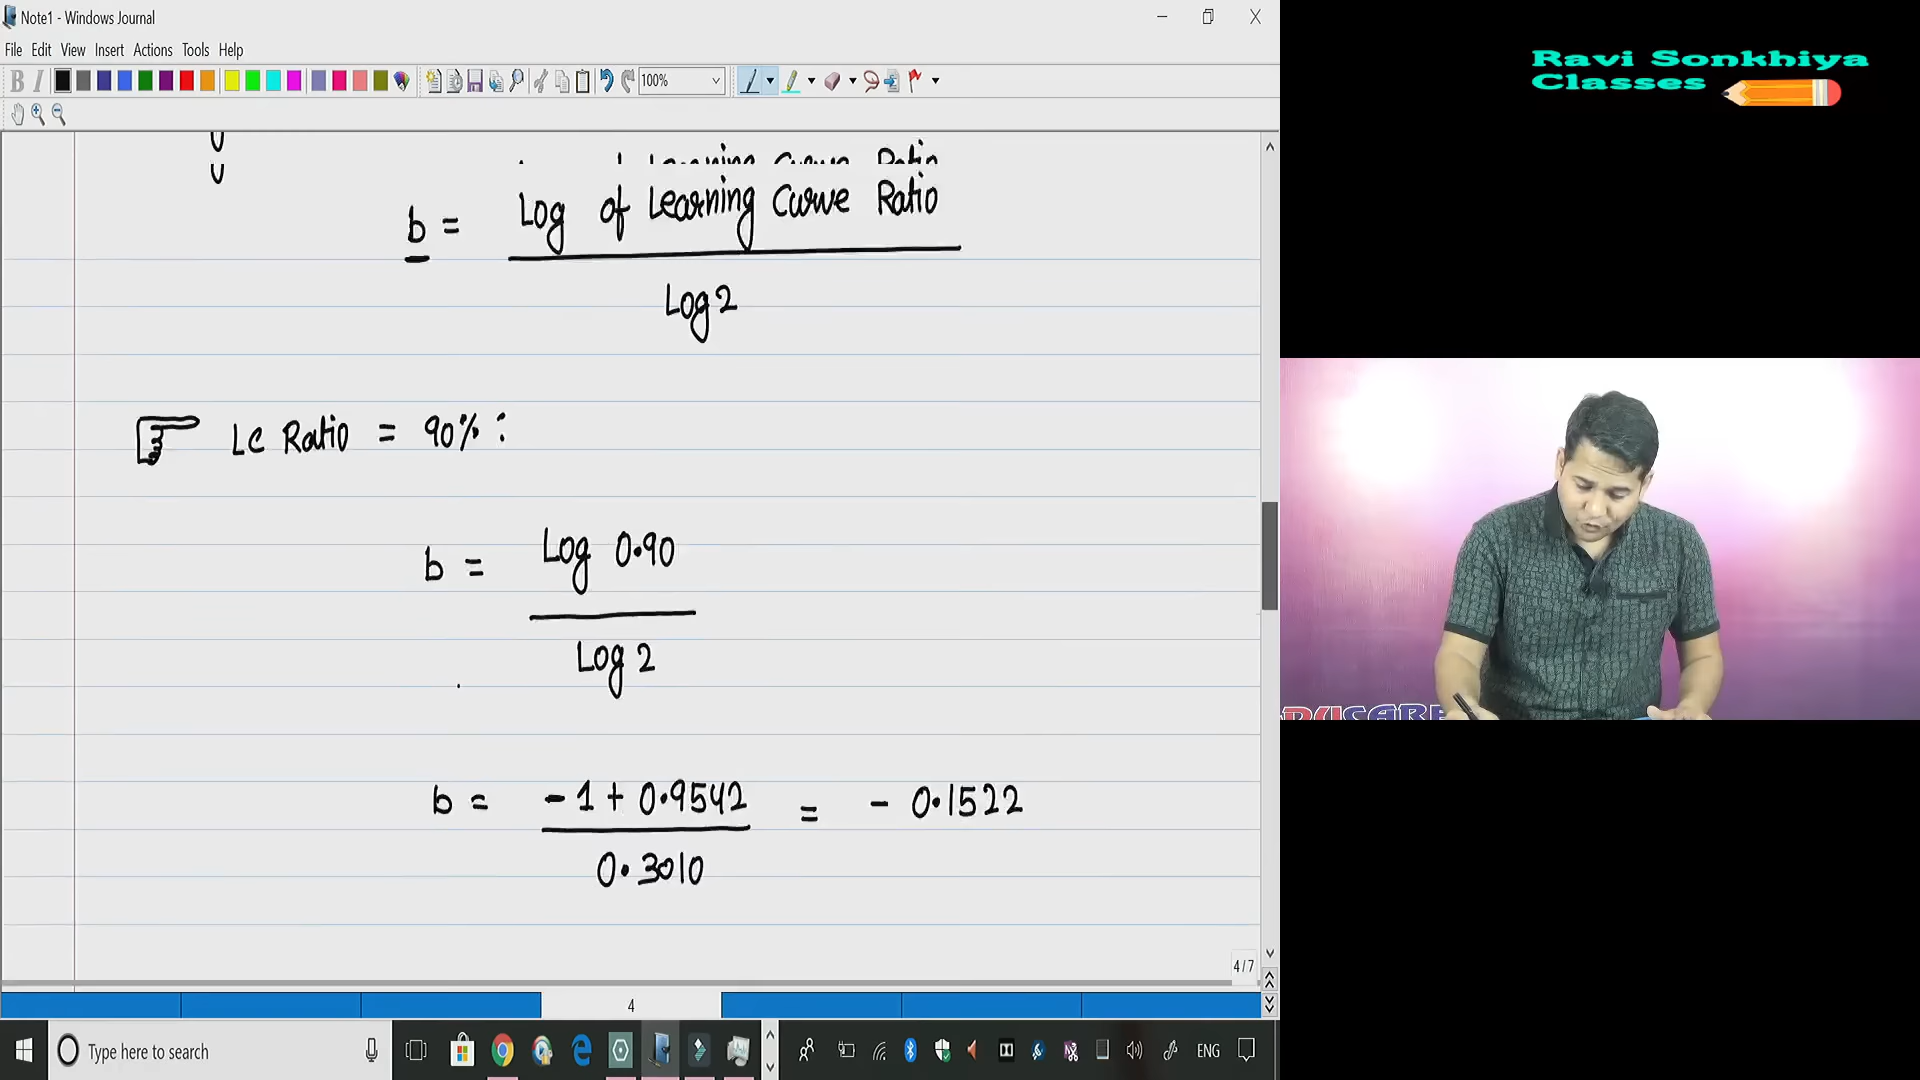 Note1 - Windows Journal
File Edit View Insert Actions Tools Help
B I 100%
Ravi Sonkhiya
Classes
b = Log of Learning Curve Ratio
Log 2
LC Ratio = 90% :
b = Log 0.90
Log 2
b = - 1 + 0.9542 = - 0.1522
0.3010
4/7
4
Type here to search
ENG